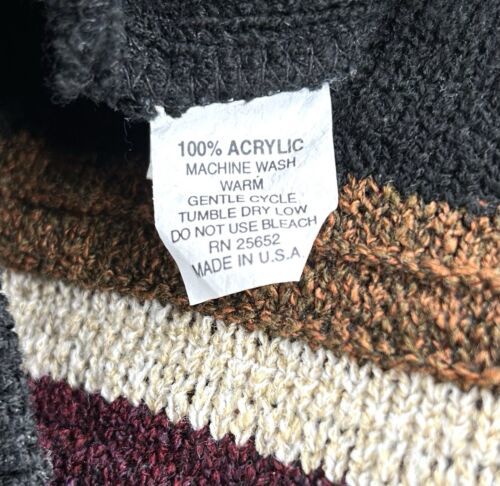 100% ACRYLIC
MACHINE WASH
WARM
GENTLE CYCLE
TUMBLE DRY LOW
DO NOT USE BLEACH
RN 25652
MADE IN U.S.A.